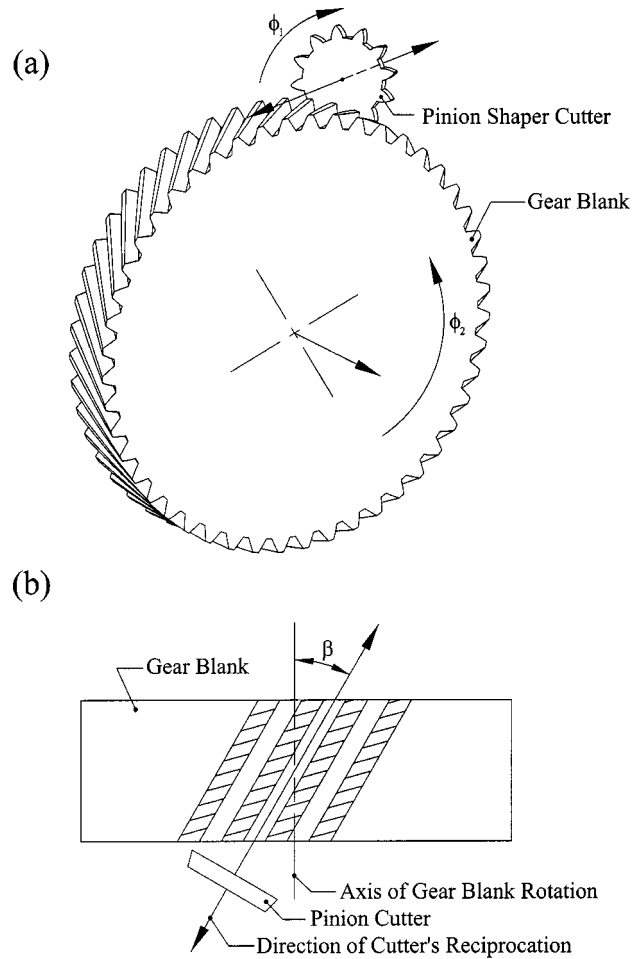 (a)
ϕ₁
Pinion Shaper Cutter
Gear Blank
ϕ₂
(b)
β
Gear Blank
Axis of Gear Blank Rotation
Pinion Cutter
Direction of Cutter's Reciprocation